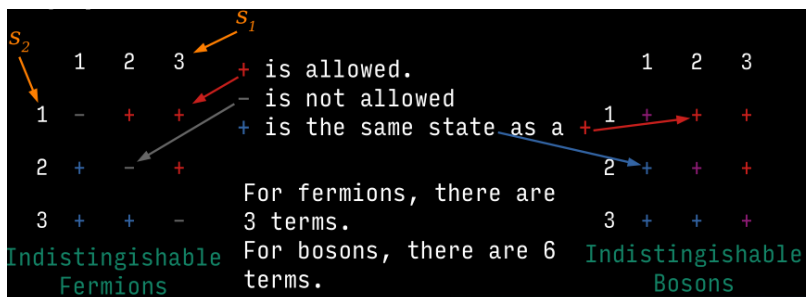 s₁
s₂
1 2 3
+ is allowed.
1 2 3
- is not allowed
1 - + +
+ is the same state as a +
1 + + +
2 + - +
2 + + +
For fermions, there are
3 terms.
3 + + -
3 + + +
For bosons, there are 6
terms.
Indistingishable
Fermions
Indistingishable
Bosons